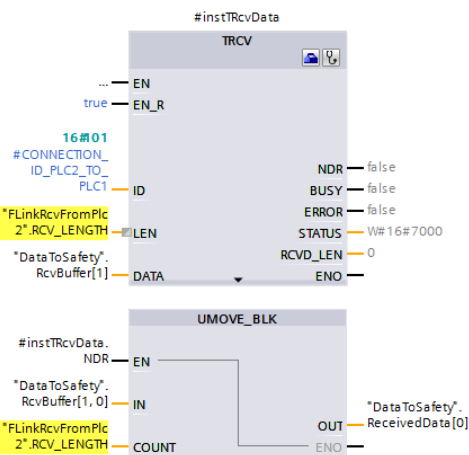 #instTRcvData
TRCV
... EN
true EN_R
16#101
#CONNECTION_
ID_PLC2_TO_
PLC1 ID
NDR false
BUSY false
"FLinkRcvFromPlc
ERROR false
2".RCV_LENGTH LEN
STATUS W#16#7000
"DataToSafety".
RCVD_LEN 0
RcvBuffer[1] DATA
ENO
UMOVE_BLK
#instTRcvData.
NDR EN
"DataToSafety".
RcvBuffer[1, 0] IN
"DataToSafety".
"FLinkRcvFromPlc
OUT ReceivedData[0]
2".RCV_LENGTH COUNT
ENO